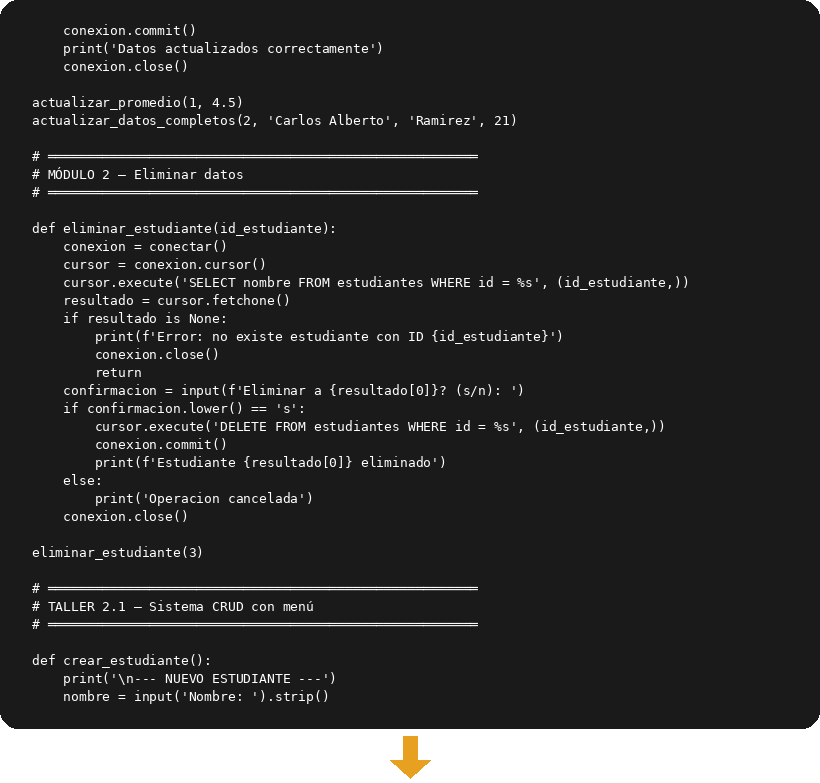 conexion.commit()
    print('Datos actualizados correctamente')
    conexion.close()

actualizar_promedio(1, 4.5)
actualizar_datos_completos(2, 'Carlos Alberto', 'Ramirez', 21)

# ═══════════════════════════════════════════════════════
# MÓDULO 2 — Eliminar datos
# ═══════════════════════════════════════════════════════

def eliminar_estudiante(id_estudiante):
    conexion = conectar()
    cursor = conexion.cursor()
    cursor.execute('SELECT nombre FROM estudiantes WHERE id = %s', (id_estudiante,))
    resultado = cursor.fetchone()
    if resultado is None:
        print(f'Error: no existe estudiante con ID {id_estudiante}')
        conexion.close()
        return
    confirmacion = input(f'Eliminar a {resultado[0]}? (s/n): ')
    if confirmacion.lower() == 's':
        cursor.execute('DELETE FROM estudiantes WHERE id = %s', (id_estudiante,))
        conexion.commit()
        print(f'Estudiante {resultado[0]} eliminado')
    else:
        print('Operacion cancelada')
    conexion.close()

eliminar_estudiante(3)

# ═══════════════════════════════════════════════════════
# TALLER 2.1 — Sistema CRUD con menú
# ═══════════════════════════════════════════════════════

def crear_estudiante():
    print('\n--- NUEVO ESTUDIANTE ---')
    nombre = input('Nombre: ').strip()